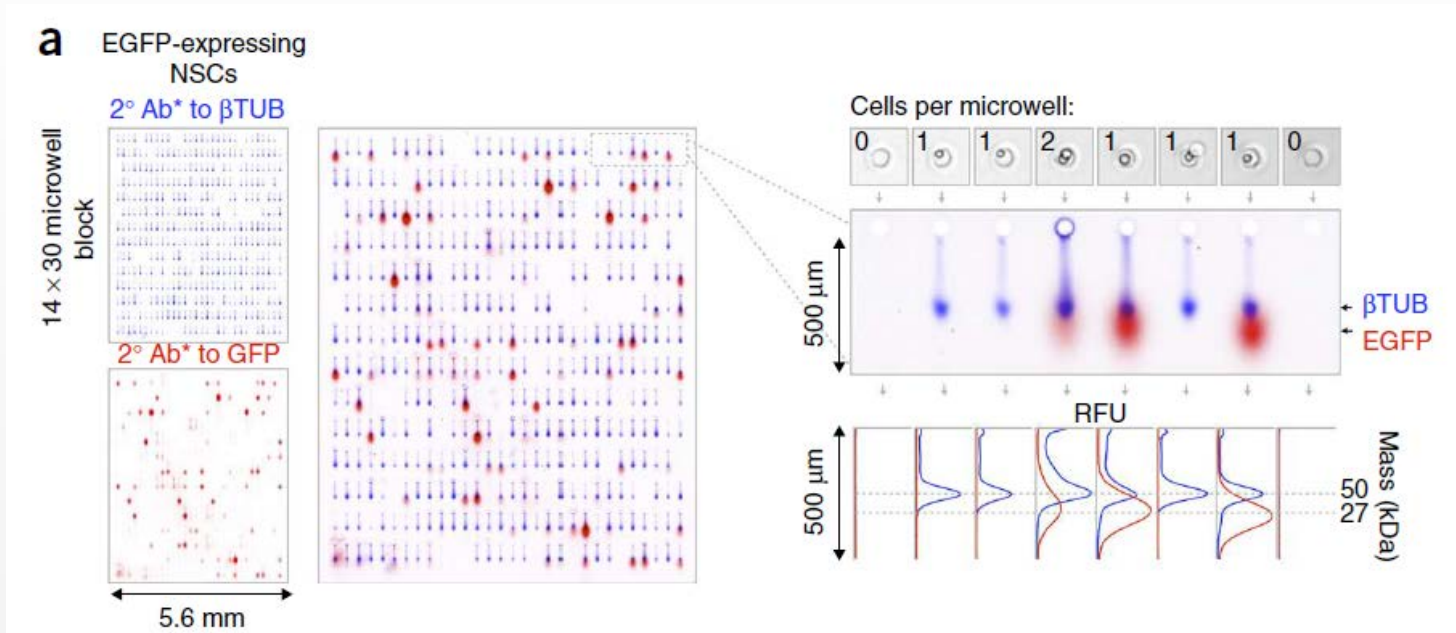 a
EGFP-expressing
NSCs
2° Ab* to βTUB
14 × 30 microwell
block
2° Ab* to GFP
5.6 mm
Cells per microwell:
0 1 1 2 1 1 1 0
500 μm
βTUB
EGFP
RFU
500 μm
50
27
Mass (kDa)